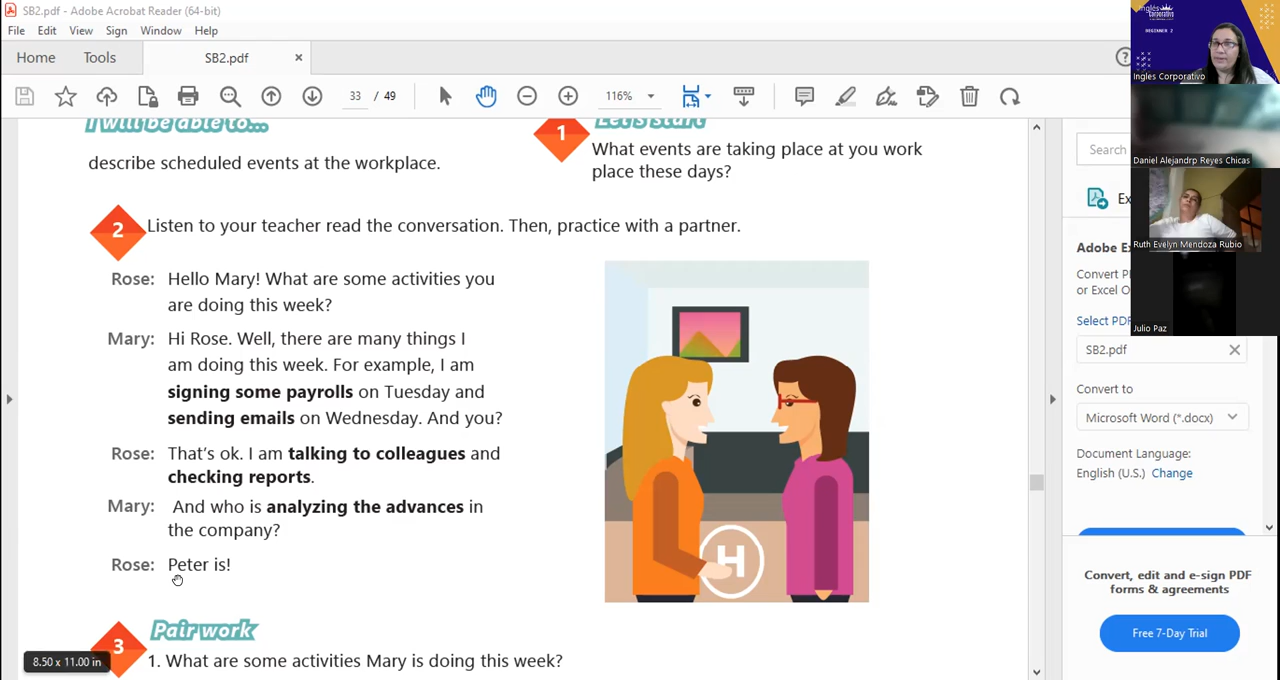 SB2.pdf - Adobe Acrobat Reader (64-bit)
File Edit View Sign Window Help
Home Tools SB2.pdf ×
33 / 49 116%
I will be able to...
describe scheduled events at the workplace.
1 Let's start
What events are taking place at you work
place these days?
2 Listen to your teacher read the conversation. Then, practice with a partner.
Rose: Hello Mary! What are some activities you
are doing this week?
Mary: Hi Rose. Well, there are many things I
am doing this week. For example, I am
signing some payrolls on Tuesday and
sending emails on Wednesday. And you?
Rose: That's ok. I am talking to colleagues and
checking reports.
Mary: And who is analyzing the advances in
the company?
Rose: Peter is!
H
3 Pair work
1. What are some activities Mary is doing this week?
8.50 x 11.00 in
Inglés
Corporativo
BEGINNER 2
Ingles Corporativo
Daniel Alejandrp Reyes Chicas
Ruth Evelyn Mendoza Rubio
Julio Paz
Search
Ex
Adobe Ex
Convert P
or Excel O
Select PDF
SB2.pdf
Convert to
Microsoft Word (*.docx)
Document Language:
English (U.S.) Change
Convert, edit and e-sign PDF
forms & agreements
Free 7-Day Trial